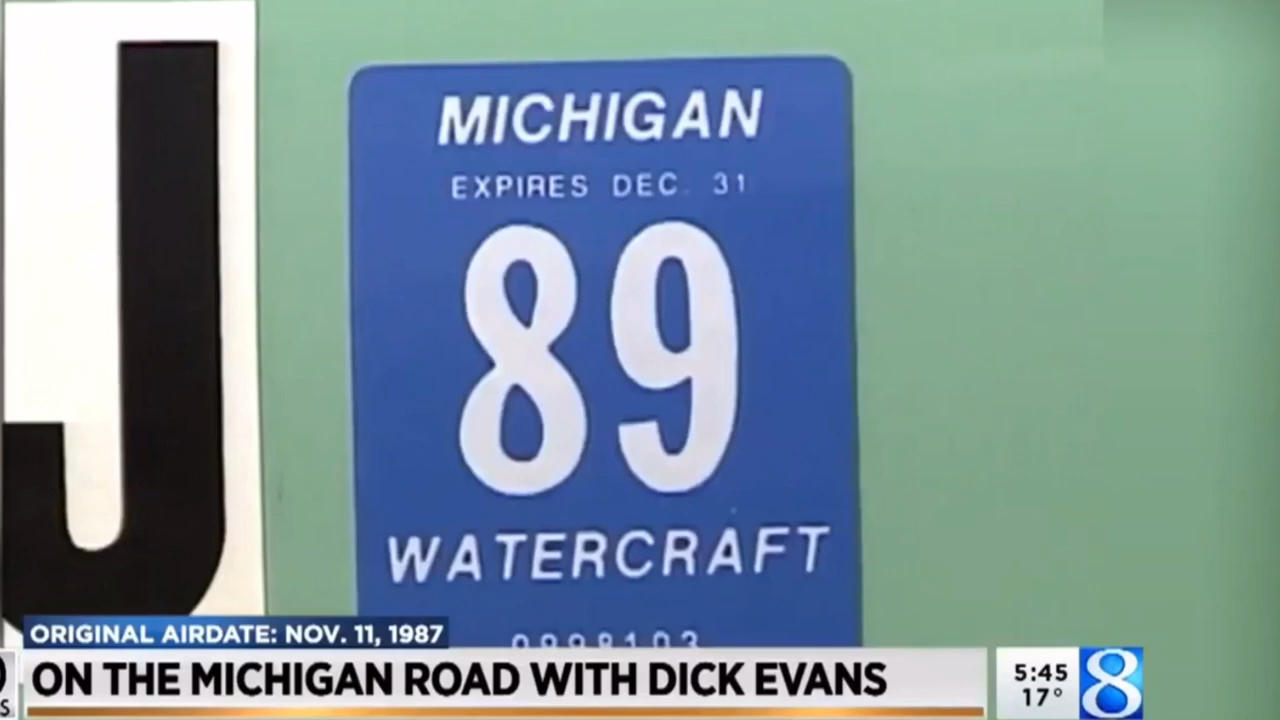 J
MICHIGAN
EXPIRES DEC. 31
89
WATERCRAFT
ORIGINAL AIRDATE: NOV. 11, 1987
ON THE MICHIGAN ROAD WITH DICK EVANS
5:45
17°
8